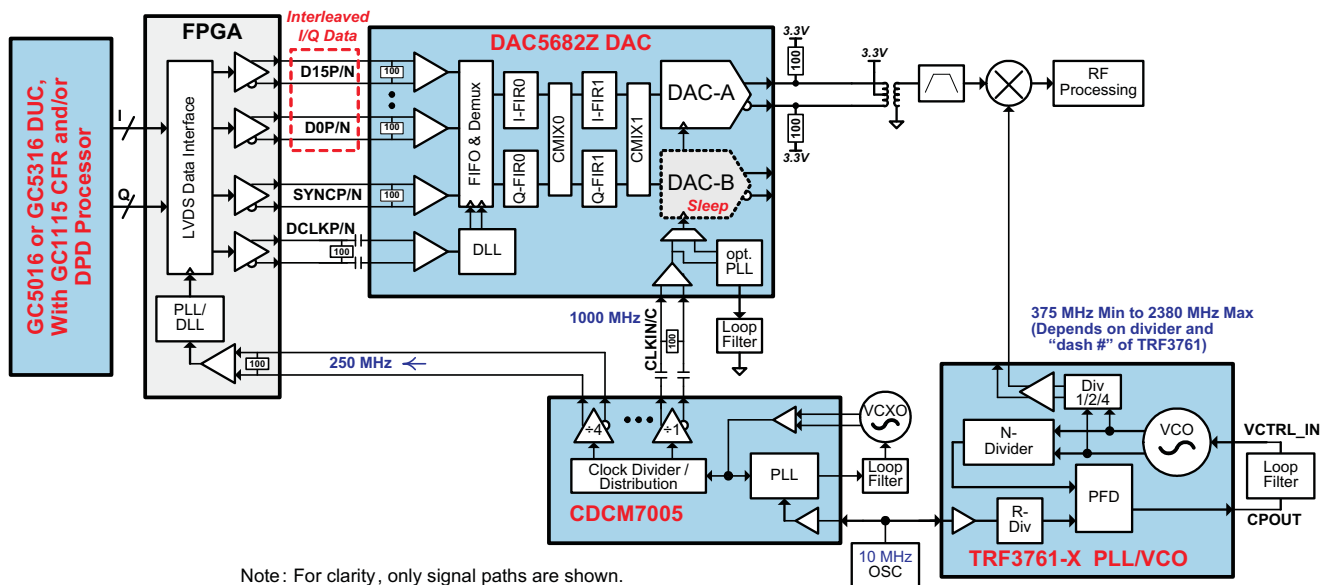 GC5016 or GC5316 DUC,
With GC1115 CFR and/or
DPD Processor
I
Q
FPGA
LVDS Data Interface
PLL/
DLL
100
Interleaved
I/Q Data
D15P/N
D0P/N
SYNCP/N
DCLKP/N
100
100
100
100
250 MHz
DAC5682Z DAC
FIFO & Demux
DLL
I-FIR0
Q-FIR0
CMIX0
I-FIR1
Q-FIR1
CMIX1
DAC-A
DAC-B
Sleep
opt.
PLL
Loop
Filter
1000 MHz
CLKIN/C
100
3.3V
100
100
3.3V
3.3V
RF
Processing
375 MHz Min to 2380 MHz Max
(Depends on divider and
“dash #” of TRF3761)
÷4
÷1
Clock Divider /
Distribution
PLL
VCXO
Loop
Filter
CDCM7005
10 MHz
OSC
Div
1/2/4
N-
Divider
VCO
PFD
R-
Div
VCTRL_IN
Loop
Filter
CPOUT
TRF3761-X PLL/VCO
Note: For clarity, only signal paths are shown.